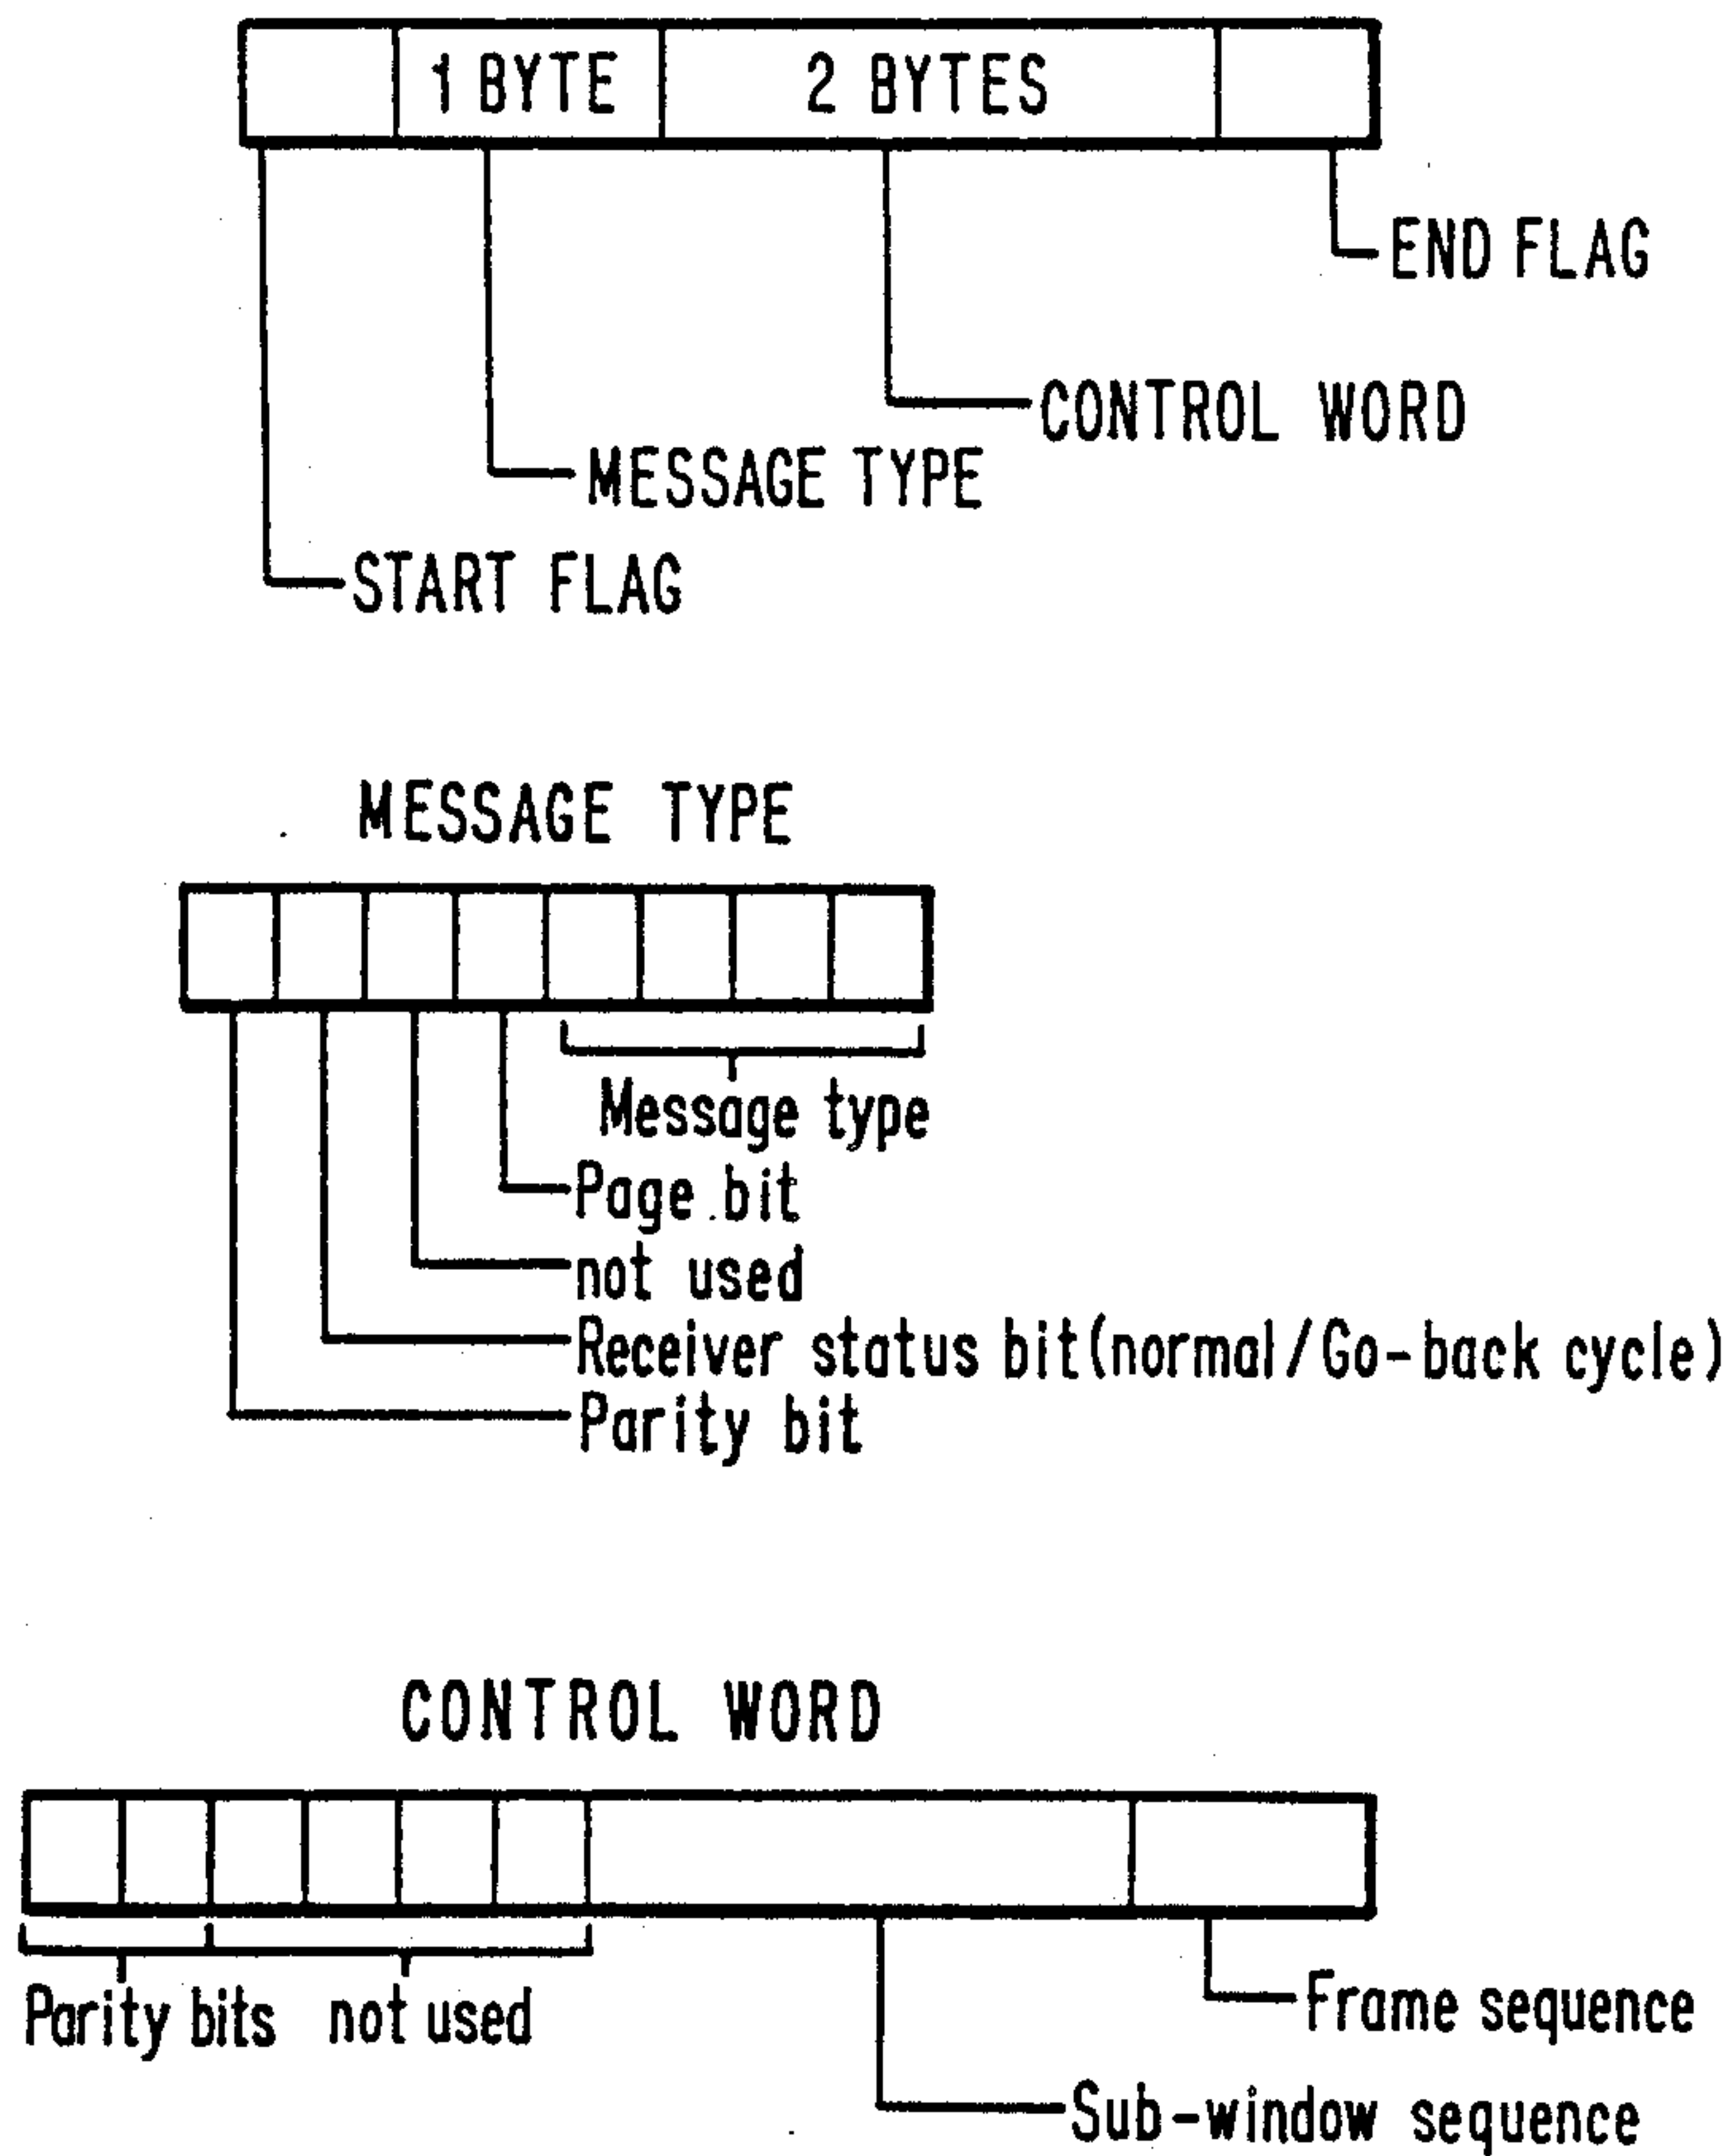 1 BYTE 2 BYTES
END FLAG
CONTROL WORD
MESSAGE TYPE
START FLAG
MESSAGE TYPE
Message type
Page bit
not used
Receiver status bit(normal/Go-back cycle)
Parity bit
CONTROL WORD
Parity bits not used
Frame sequence
Sub-window sequence